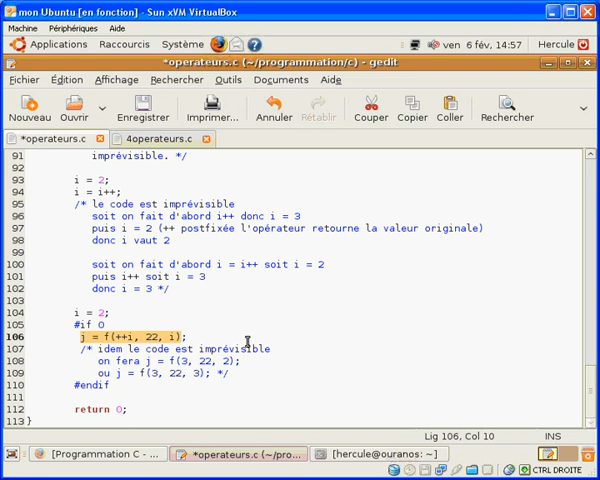 mon Ubuntu [en fonction] - Sun xVM VirtualBox
Machine Périphériques Aide
Applications Raccourcis Système ven 6 fév, 14:57 Hercule
*operateurs.c (~/programmation/c) - gedit
Fichier Édition Affichage Rechercher Outils Documents Aide
Nouveau Ouvrir Enregistrer Imprimer... Annuler Rétablir Couper Copier Coller Rechercher
*operateurs.c 4operateurs.c
91 imprévisible. */
92
93 i = 2;
94 i = i++;
95 /* le code est imprévisible
96 soit on fait d'abord i++ donc i = 3
97 puis i = 2 (++ postfixée l'opérateur retourne la valeur originale)
98 donc i vaut 2
99
100 soit on fait d'abord i = i++ soit i = 2
101 puis i++ soit i = 3
102 donc i = 3 */
103
104 i = 2;
105 #if 0
106 j = f(++i, 22, i);
107 /* idem le code est imprévisible
108 on fera j = f(3, 22, 2);
109 ou j = f(3, 22, 3); */
110 #endif
111
112 return 0;
113 }
Lig 106, Col 10 INS
[Programmation C - ... *operateurs.c (~/pro... [hercule@ouranos: ~]
CTRL DROITE